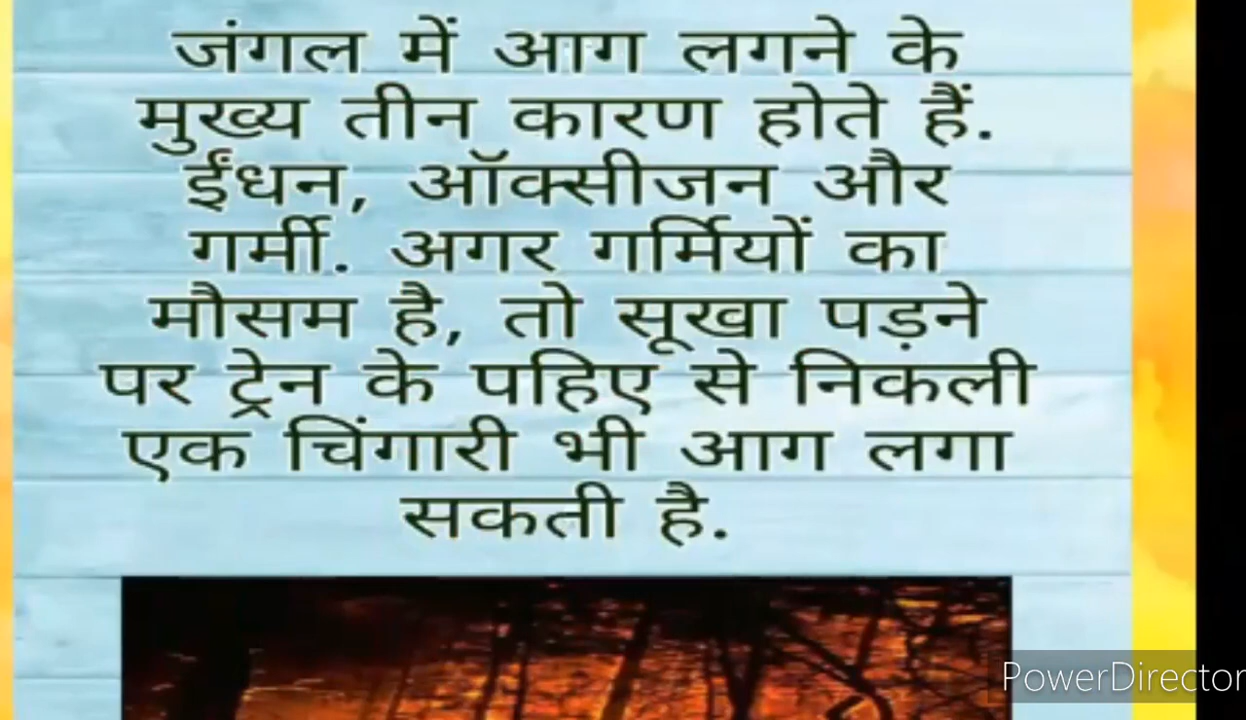 जंगल में आग लगने के
मुख्य तीन कारण होते हैं.
ईंधन, ऑक्सीजन और
गर्मी. अगर गर्मियों का
मौसम है, तो सूखा पड़ने
पर ट्रेन के पहिए से निकली
एक चिंगारी भी आग लगा
सकती है.
PowerDirector